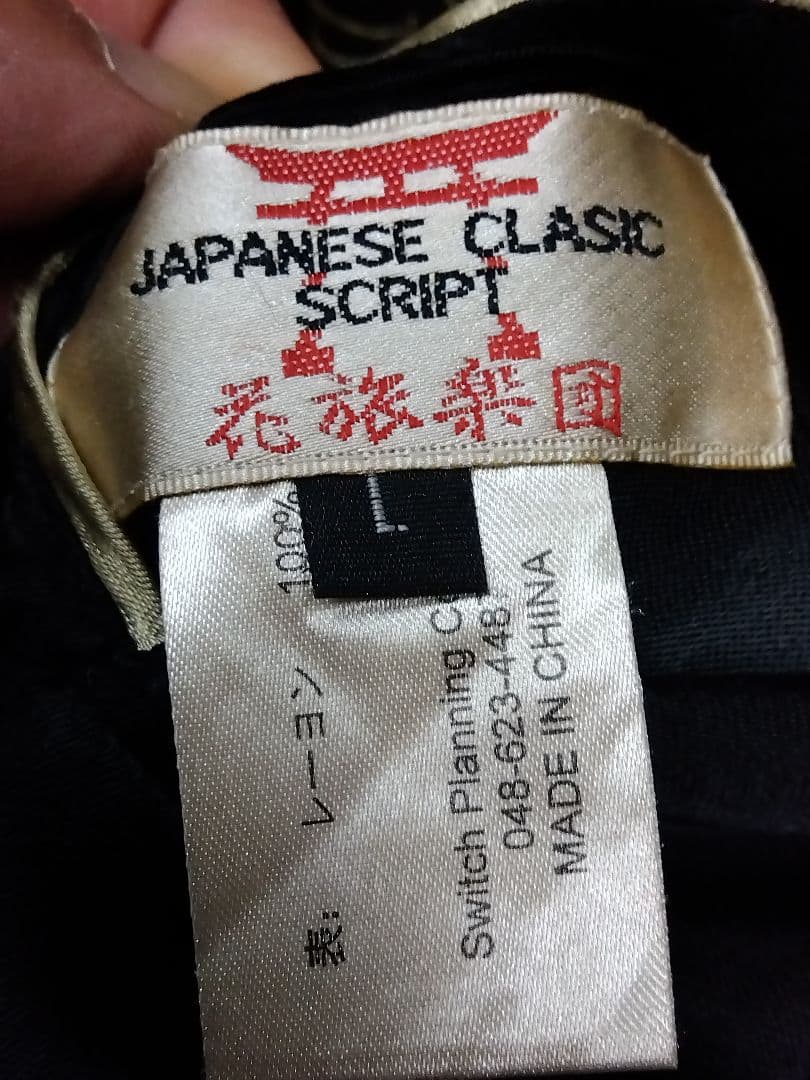 JAPANESE CLASIC
SCRIPT
花旅楽団
L
表: レーヨン 100%
Switch Planning C
048-623-448
MADE IN CHINA